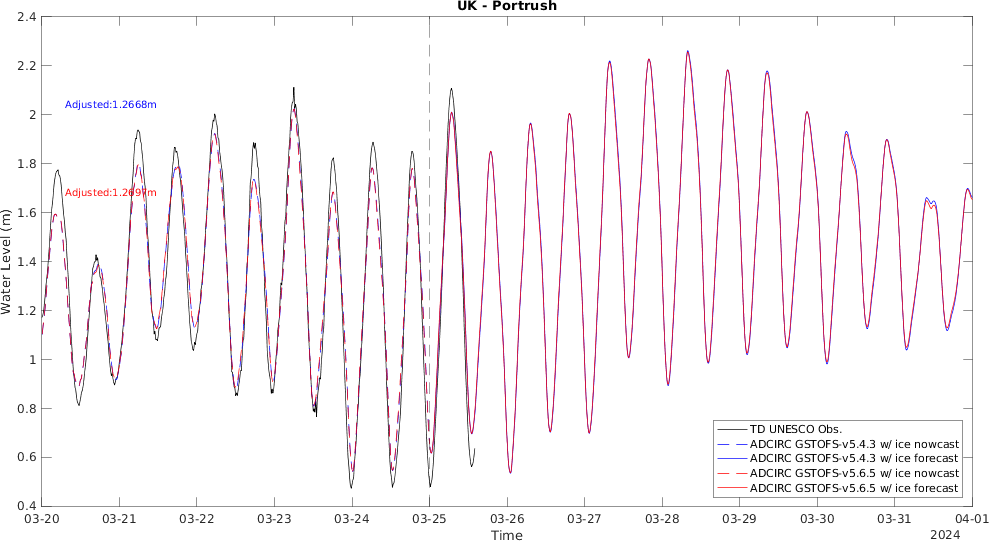 UK - Portrush
2.4
2.2
2
1.8
1.6
1.4
1.2
1
0.8
0.6
0.4
Water Level (m)
Adjusted:1.2668m
Adjusted:1.2697m
TD UNESCO Obs.
ADCIRC GSTOFS-v5.4.3 w/ ice nowcast
ADCIRC GSTOFS-v5.4.3 w/ ice forecast
ADCIRC GSTOFS-v5.6.5 w/ ice nowcast
ADCIRC GSTOFS-v5.6.5 w/ ice forecast
03-20 03-21 03-22 03-23 03-24 03-25 03-26 03-27 03-28 03-29 03-30 03-31 04-01
Time
2024